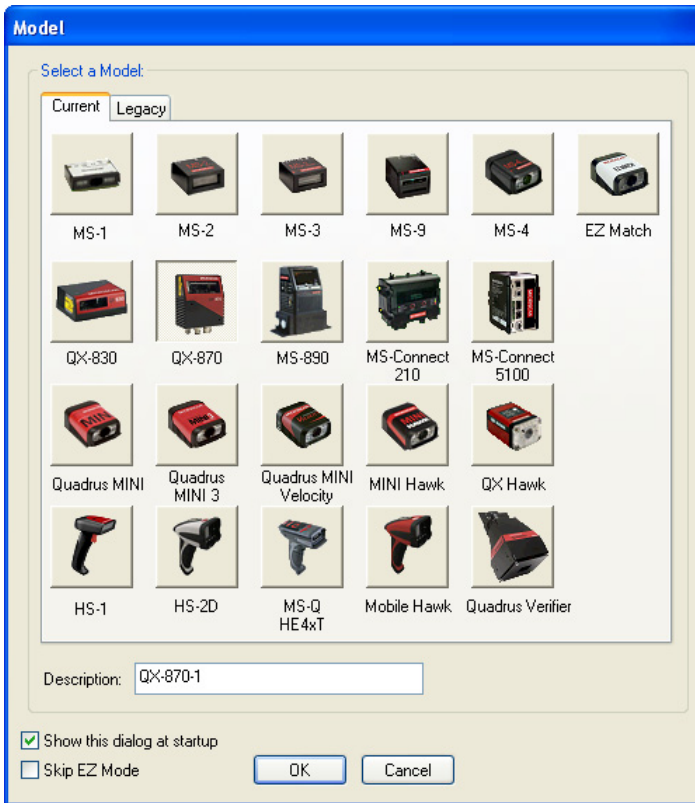 Model
Select a Model:
Current Legacy
MS-1 MS-2 MS-3 MS-9 MS-4 EZ Match
QX-830 QX-870 MS-890 MS-Connect 210 MS-Connect 5100
Quadrus MINI Quadrus MINI 3 Quadrus MINI Velocity MINI Hawk QX Hawk
HS-1 HS-2D MS-Q HE4xT Mobile Hawk Quadrus Verifier
Description: QX-870-1
Show this dialog at startup
Skip EZ Mode OK Cancel